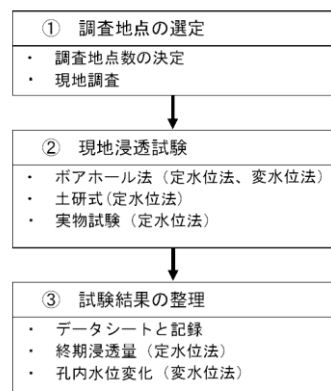 ① 調査地点の選定
・ 調査地点数の決定
・ 現地調査
② 現地浸透試験
・ ボアホール法（定水位法、変水位法）
・ 土研式（定水位法）
・ 実物試験（定水位法）
③ 試験結果の整理
・ データシートと記録
・ 終期浸透量（定水位法）
・ 孔内水位変化（変水位法）